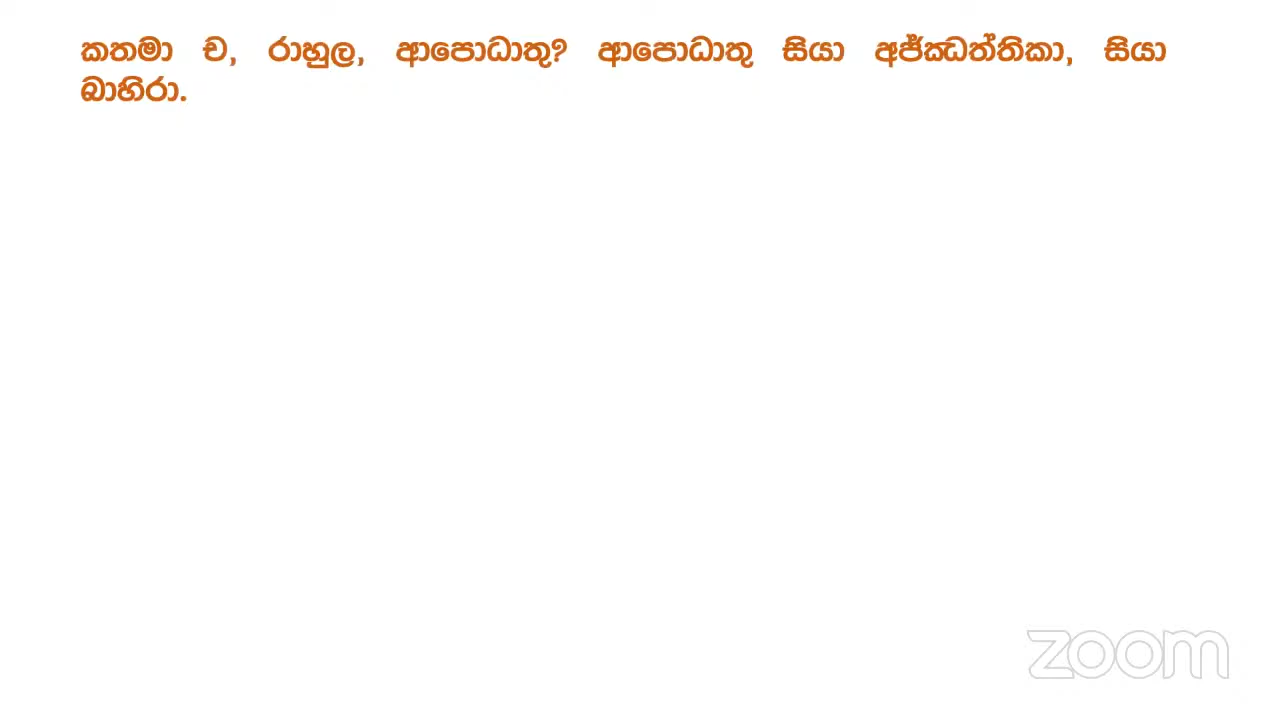 කතමා ච, රාහුල, ආපොධාතු? ආපොධාතු සියා අජ්ඣත්තිකා, සියා
බාහිරා.
zoom